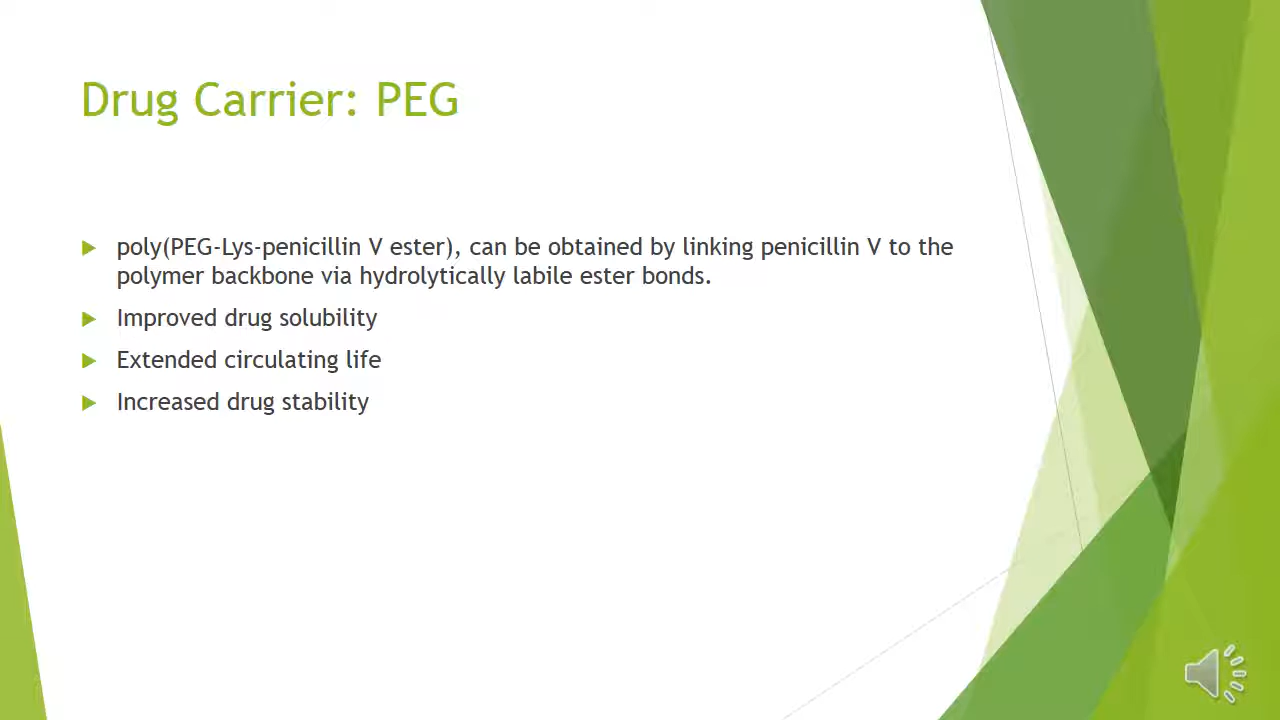 Drug Carrier: PEG
poly(PEG-Lys-penicillin V ester), can be obtained by linking penicillin V to the
polymer backbone via hydrolytically labile ester bonds.
Improved drug solubility
Extended circulating life
Increased drug stability